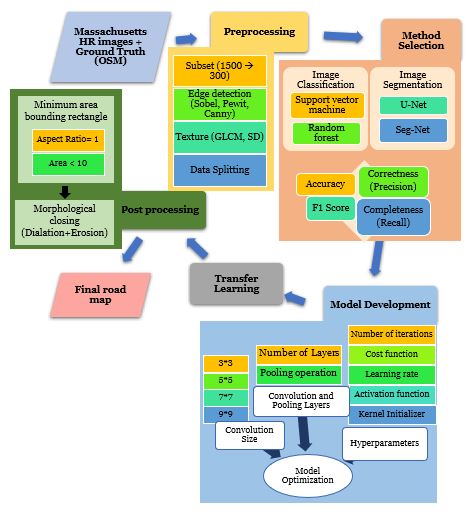 Massachusetts
HR images +
Ground Truth
(OSM)
Preprocessing
Subset (1500 →
300)
Edge detection
(Sobel, Pewit,
Canny)
Texture (GLCM, SD)
Data Splitting
Method
Selection
Image
Classification
Support vector
machine
Random
forest
Image
Segmentation
U-Net
Seg-Net
Accuracy
Correctness
(Precision)
F1 Score
Completeness
(Recall)
Minimum area
bounding rectangle
Aspect Ratio= 1
Area < 10
Morphological
closing
(Dialation+Erosion)
Post processing
Final road
map
Transfer
Learning
Model Development
3*3
5*5
7*7
9*9
Convolution
Size
Number of Layers
Pooling operation
Convolution and
Pooling Layers
Number of iterations
Cost function
Learning rate
Activation function
Kernel Initializer
Hyperparameters
Model
Optimization